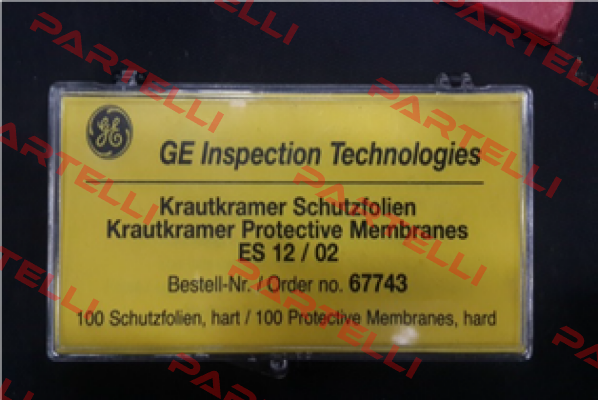 GE
GE Inspection Technologies
Krautkramer Schutzfolien
Krautkramer Protective Membranes
ES 12 / 02
Bestell-Nr. / Order no. 67743
100 Schutzfolien, hart / 100 Protective Membranes, hard
PARTELLI
PARTELLI
PARTELLI
PARTELLI
PARTELLI
PARTELLI